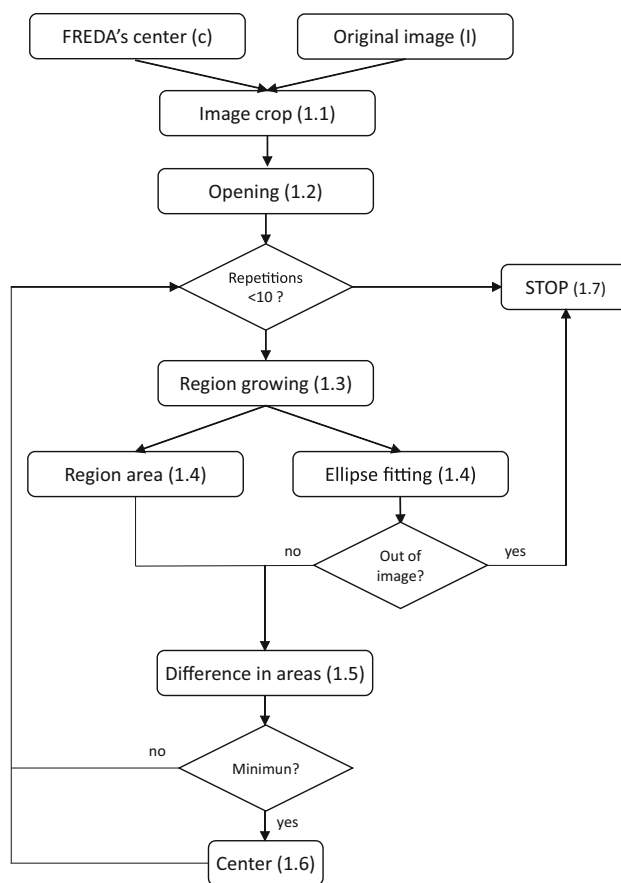 FREDA's center (c)
Original image (I)
Image crop (1.1)
Opening (1.2)
Repetitions
<10 ?
STOP (1.7)
Region growing (1.3)
Region area (1.4)
Ellipse fitting (1.4)
no
Out of
image?
yes
Difference in areas (1.5)
no
Minimun?
yes
Center (1.6)